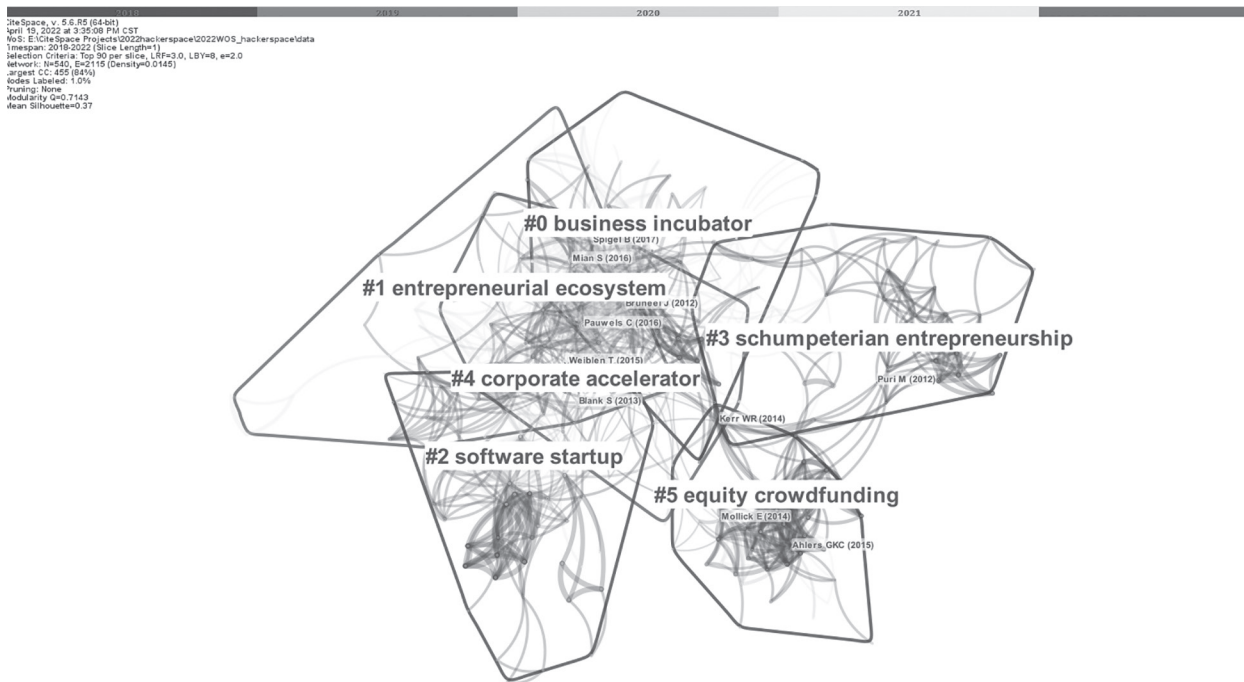 2018 2019 2020 2021
CiteSpace, v. 5.6.R5 (64-bit)
April 19, 2022 at 3:35:08 PM CST
WoS: E:\CiteSpace Projects\2022hackerspace\2022WOS_hackerspace\data
Timespan: 2018-2022 (Slice Length=1)
Selection Criteria: Top 90 per slice, LRF=3.0, LBY=8, e=2.0
Network: N=540, E=2115 (Density=0.0145)
Largest CC: 455 (84%)
Nodes Labeled: 1.0%
Pruning: None
Modularity Q=0.7143
Mean Silhouette=0.37
#0 business incubator
Spigel B (2017)
Mian S (2016)
#1 entrepreneurial ecosystem
Bruneel J (2012)
Pauwels C (2016)
#3 schumpeterian entrepreneurship
Weiblen T (2015)
#4 corporate accelerator
Puri M (2012)
Blank S (2013)
Kerr WR (2014)
#2 software startup
#5 equity crowdfunding
Mollick E (2014)
Ahlers GKC (2015)